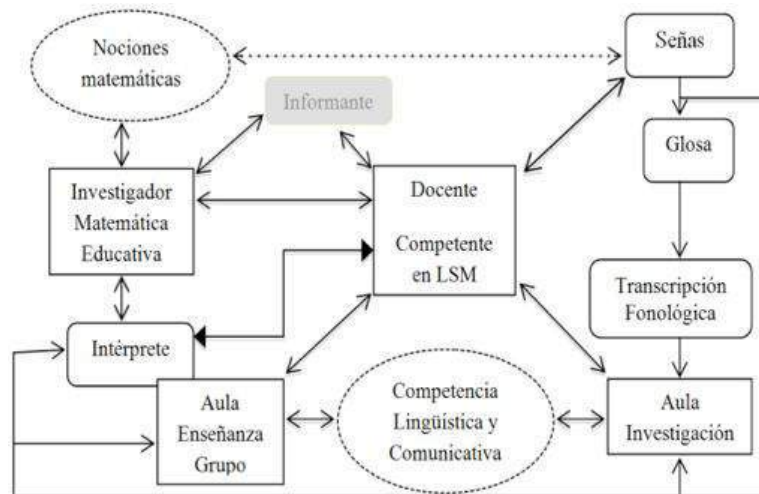 Nociones
matemáticas
Señas
Informante
Glosa
Investigador
Matemática
Educativa
Docente
Competente
en LSM
Transcripción
Fonológica
Intérprete
Aula
Enseñanza
Grupo
Competencia
Lingüística y
Comunicativa
Aula
Investigación